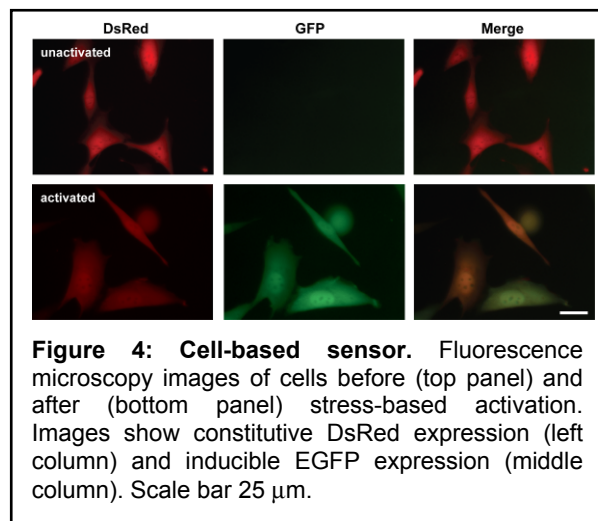 DsRed GFP Merge
unactivated
activated
Figure 4: Cell-based sensor. Fluorescence
microscopy images of cells before (top panel) and
after (bottom panel) stress-based activation.
Images show constitutive DsRed expression (left
column) and inducible EGFP expression (middle
column). Scale bar 25 μm.